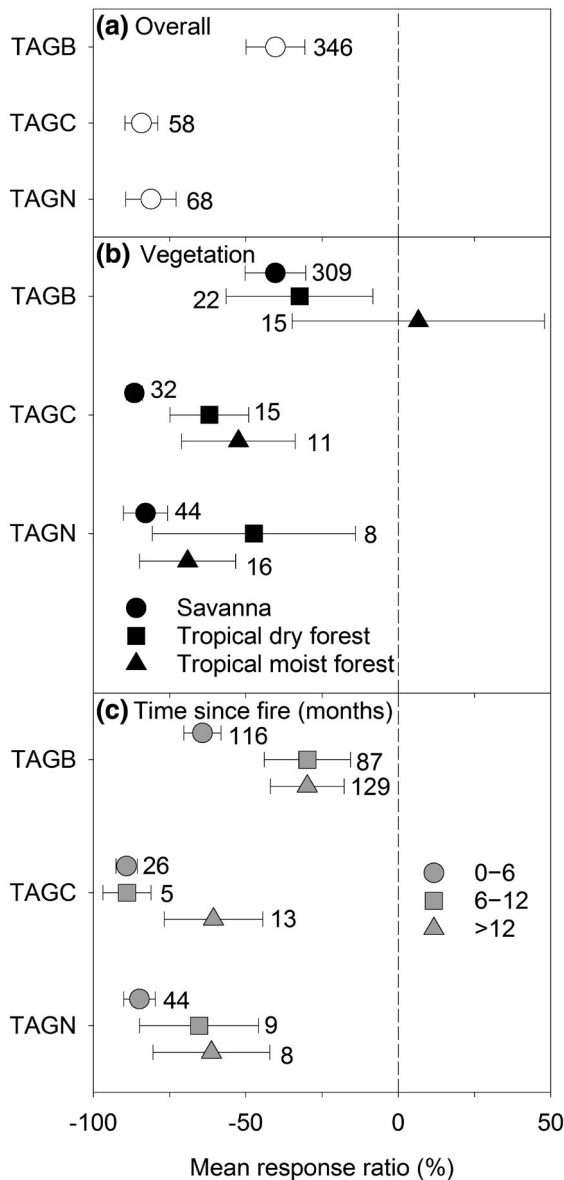 (a) Overall
TAGB
346
TAGC
58
TAGN
68
(b) Vegetation
309
TAGB
22
15
32
TAGC
15
11
44
TAGN
8
16
Savanna
Tropical dry forest
Tropical moist forest
(c) Time since fire (months)
116
TAGB
87
129
26
TAGC
5
13
0−6
6−12
>12
44
TAGN
9
8
-100 -50 0 50
Mean response ratio (%)